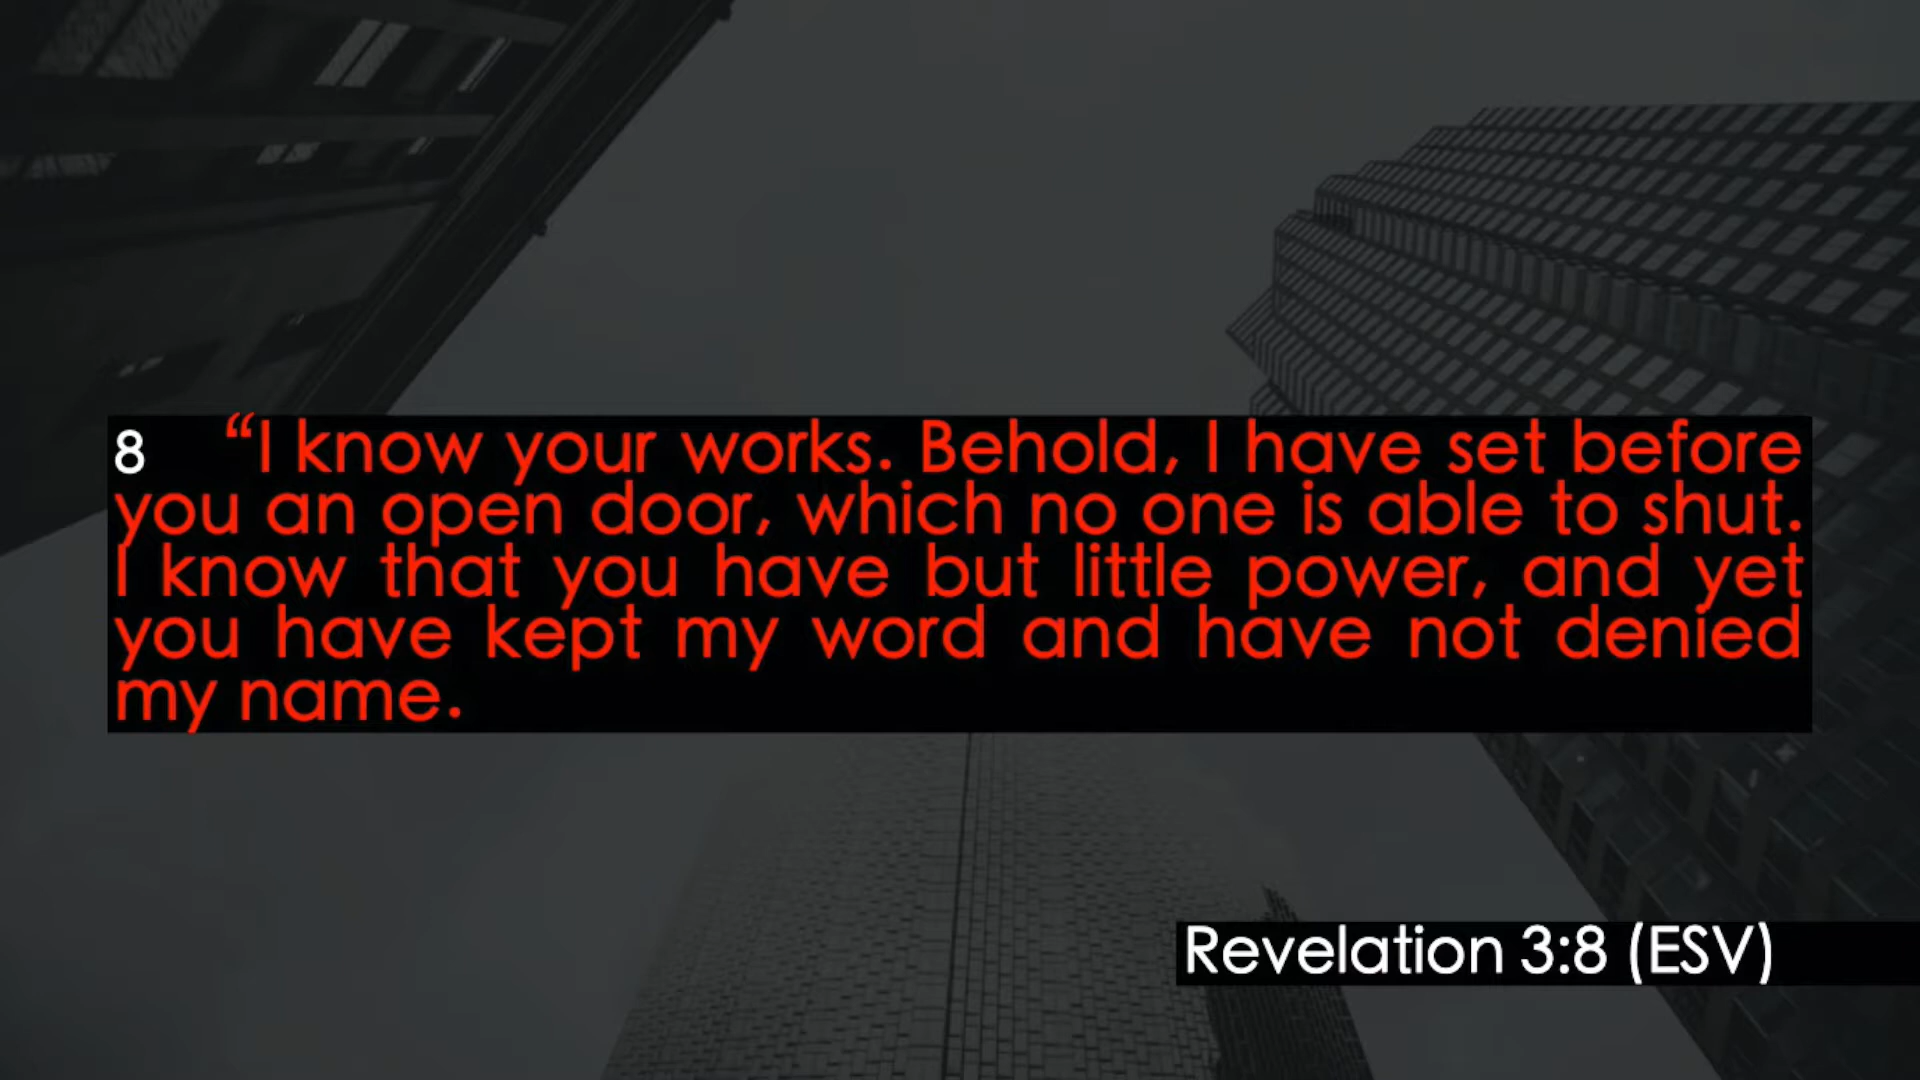 8 “I know your works. Behold, I have set before
you an open door, which no one is able to shut.
I know that you have but little power, and yet
you have kept my word and have not denied
my name.
Revelation 3:8 (ESV)